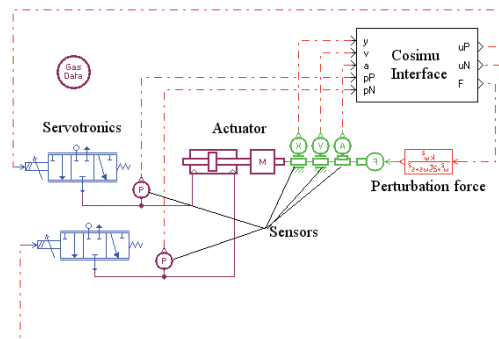 y
v
a
pP
pN
Cosimu
Interface
uP
uN
F
Gas
Data
Servotronics
Actuator
X
V
A
M
F
P
Perturbation force
Sensors
P